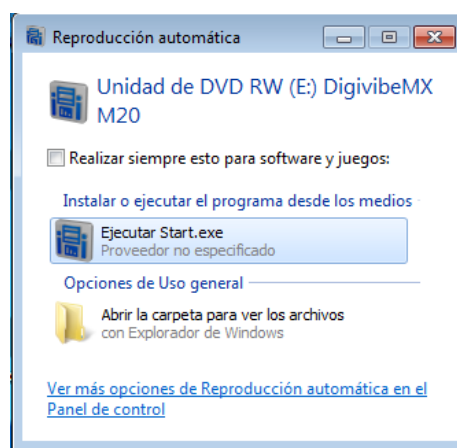 Reproducción automática
Unidad de DVD RW (E:) DigivibeMX
M20
Realizar siempre esto para software y juegos:
Instalar o ejecutar el programa desde los medios
Ejecutar Start.exe
Proveedor no especificado
Opciones de Uso general
Abrir la carpeta para ver los archivos
con Explorador de Windows
Ver más opciones de Reproducción automática en el
Panel de control